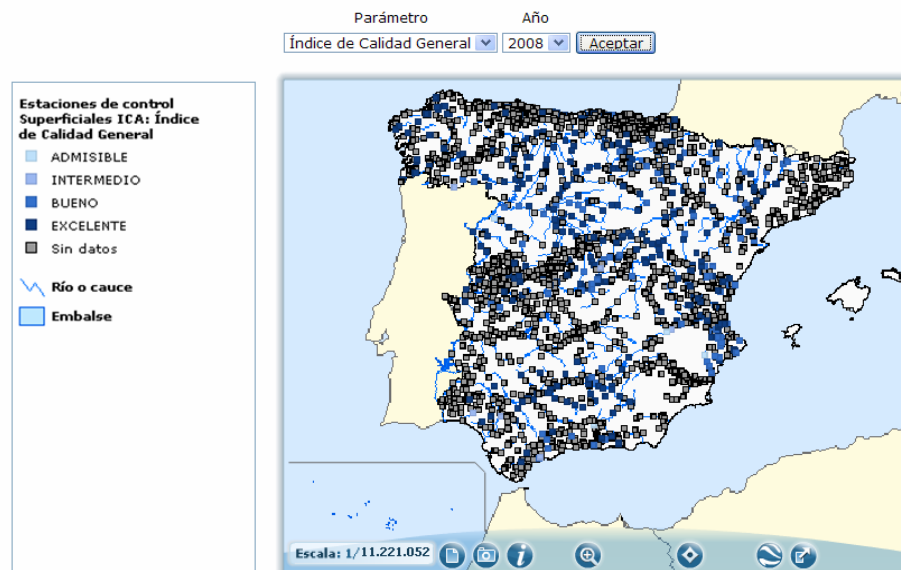 Parámetro Año
Índice de Calidad General 2008 Aceptar
Estaciones de control
Superficiales ICA: Índice
de Calidad General
ADMISIBLE
INTERMEDIO
BUENO
EXCELENTE
Sin datos
Río o cauce
Embalse
Escala: 1/11.221.052